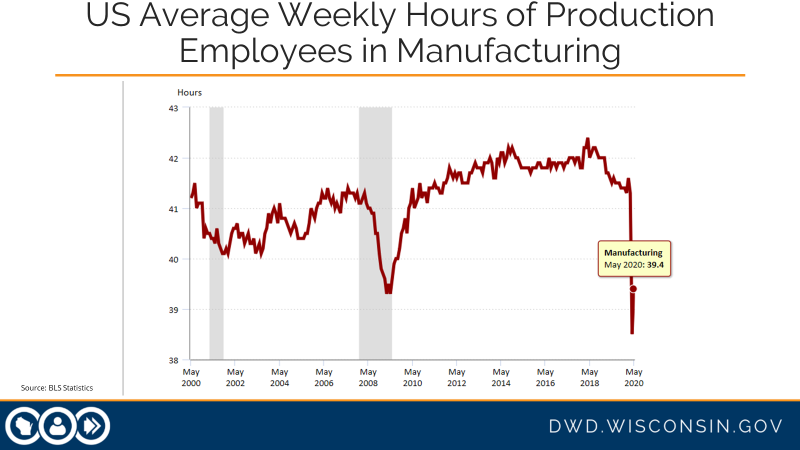 US Average Weekly Hours of Production
Employees in Manufacturing
Hours
43
42
41
40
39
38
Manufacturing
May 2020: 39.4
May May May May May May May May May May May
2000 2002 2004 2006 2008 2010 2012 2014 2016 2018 2020
Source: BLS Statistics
DWD.WISCONSIN.GOV